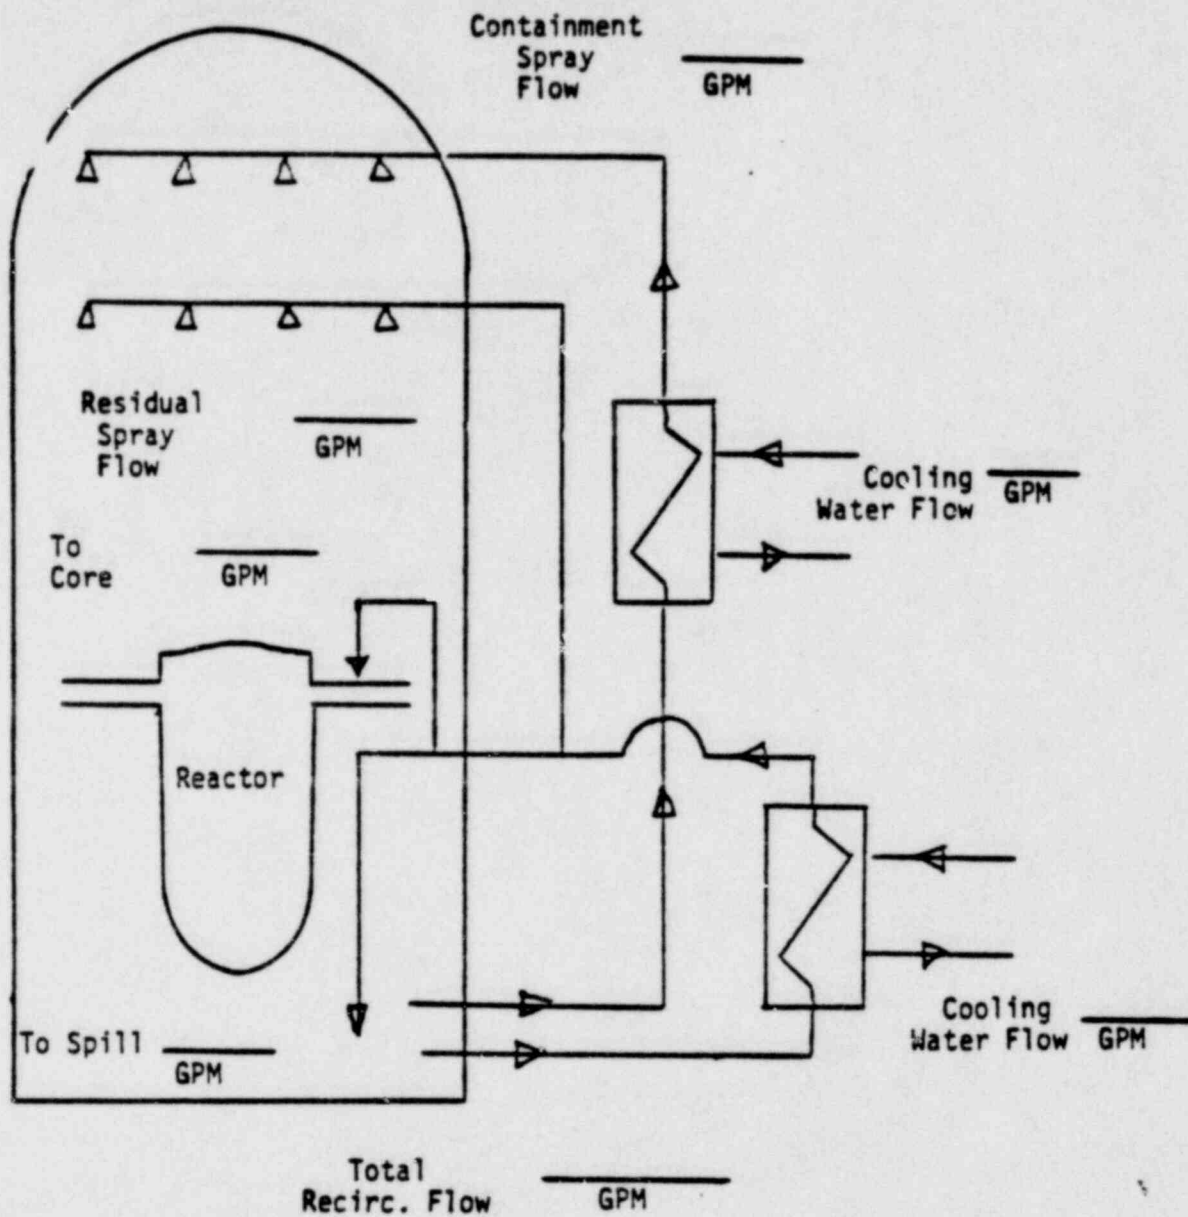 Containment
Spray
Flow
GPM
Residual
Spray
Flow
GPM
Cooling
Water Flow
GPM
To
Core
GPM
Reactor
Cooling
Water Flow
GPM
To Spill
GPM
Total
Recirc. Flow
GPM